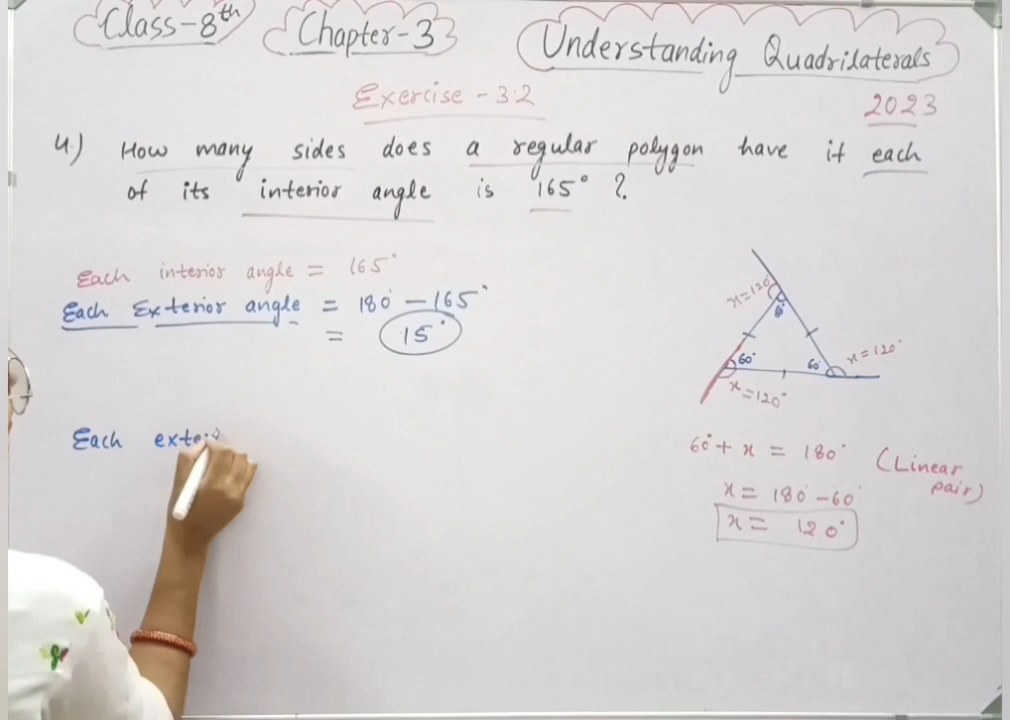 Class-8th Chapter-3 Understanding Quadrilaterals
Exercise - 3.2
2023
4.) How many sides does a regular polygon have if each
of its interior angle is 165° ?
Each interior angle = 165°
Each Exterior angle = 180° - 165°
= 15°
Each exteri
x=120°
60°
60°
60°
x=120°
x=120°
60° + x = 180° (Linear pair)
x = 180° - 60°
x = 120°